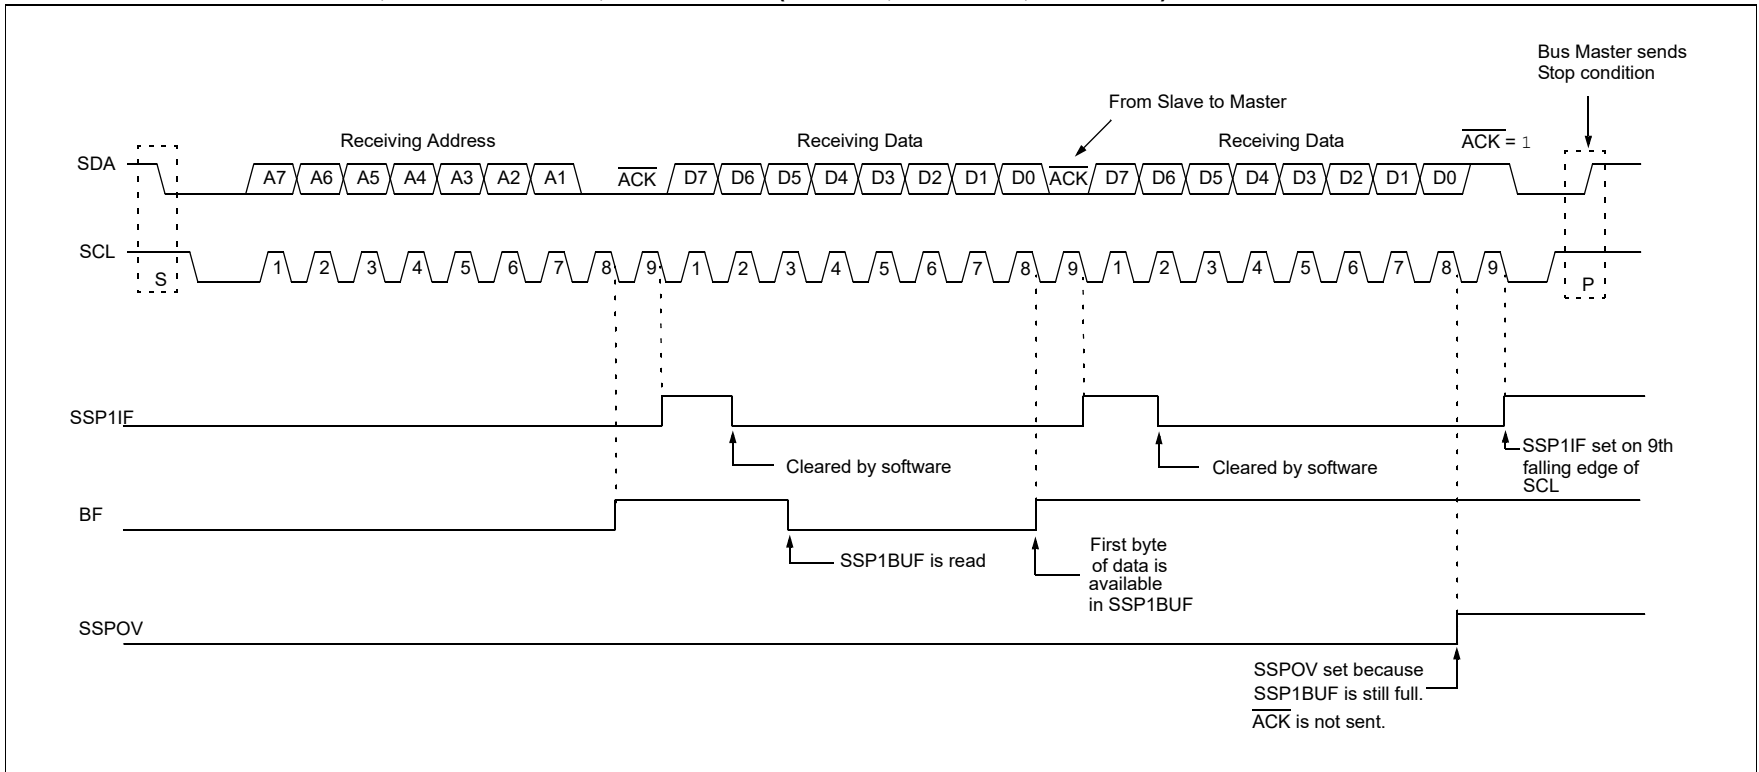 Bus Master sends
Stop condition
From Slave to Master
Receiving Address
Receiving Data
Receiving Data
ACK = 1
SDA
A7 A6 A5 A4 A3 A2 A1 ACK D7 D6 D5 D4 D3 D2 D1 D0 ACK D7 D6 D5 D4 D3 D2 D1 D0
SCL
S
1 2 3 4 5 6 7 8 9 1 2 3 4 5 6 7 8 9 1 2 3 4 5 6 7 8 9
P
SSP1IF
Cleared by software
Cleared by software
SSP1IF set on 9th
falling edge of
SCL
BF
SSP1BUF is read
First byte
of data is
available
in SSP1BUF
SSPOV
SSPOV set because
SSP1BUF is still full.
ACK is not sent.